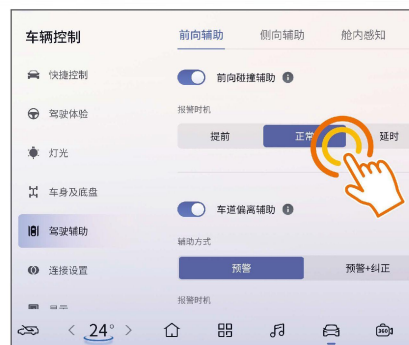 车辆控制
前向辅助 侧向辅助 舱内感知
快捷控制
前向碰撞辅助
驾驶体验
报警时机
提前 正常 延时
灯光
车身及底盘
车道偏离辅助
驾驶辅助
辅助方式
连接设置
预警 预警+纠正
报警时机
显示
< 24° >
360